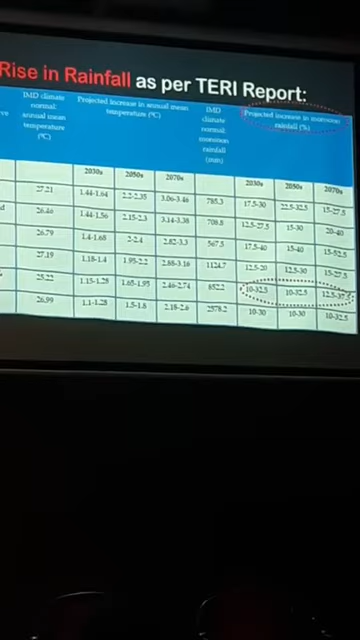 Rise in Rainfall as per TERI Report:
IMD climate normal: annual mean temperature (°C)
Projected increase in annual mean temperature (°C)
IMD climate normal: monsoon rainfall (mm)
Projected increase in monsoon rainfall (%)
2030s 2050s 2070s 2030s 2050s 2070s
27.21 1.44-1.64 2.2-2.35 3.06-3.46 785.3 17.5-30 22.5-32.5 15-27.5
26.46 1.44-1.56 2.15-2.3 3.14-3.38 708.8 12.5-27.5 15-30 20-40
26.79 1.4-1.68 2-2.4 2.82-3.3 567.5 17.5-40 15-40 15-52.5
27.19 1.18-1.4 1.95-2.2 2.88-3.16 1124.7 12.5-20 12.5-30 15-27.5
25.22 1.15-1.28 1.65-1.95 2.46-2.74 852.2 10-32.5 10-32.5 12.5-37.5
26.99 1.1-1.28 1.5-1.8 2.18-2.6 2578.2 10-30 10-30 10-32.5